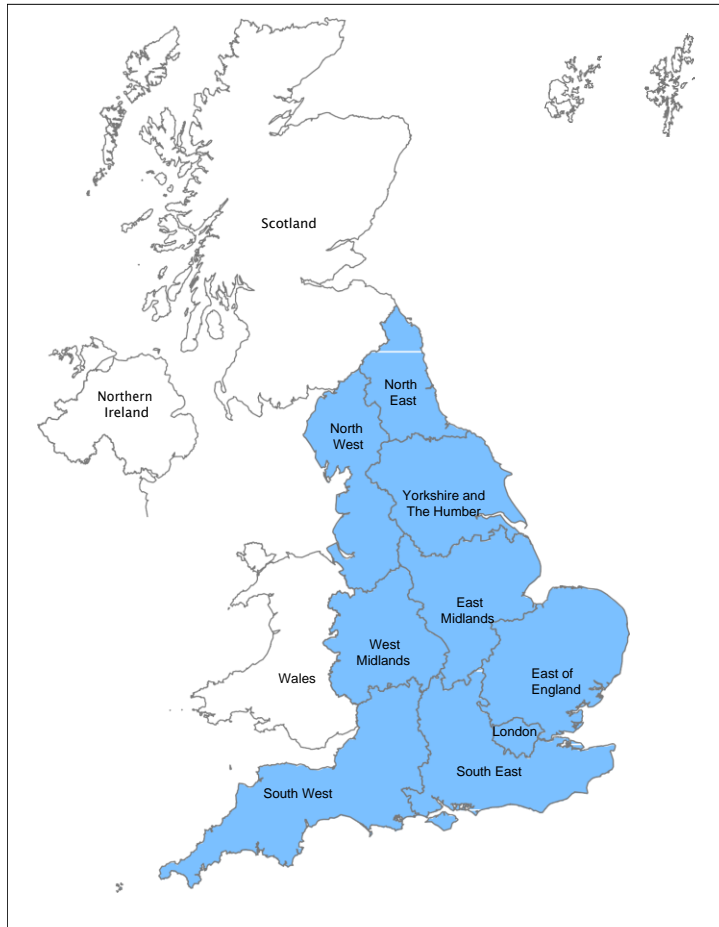 Scotland
Northern
Ireland
North
East
North
West
Yorkshire and
The Humber
East
Midlands
West
Midlands
Wales
East of
England
London
South East
South West